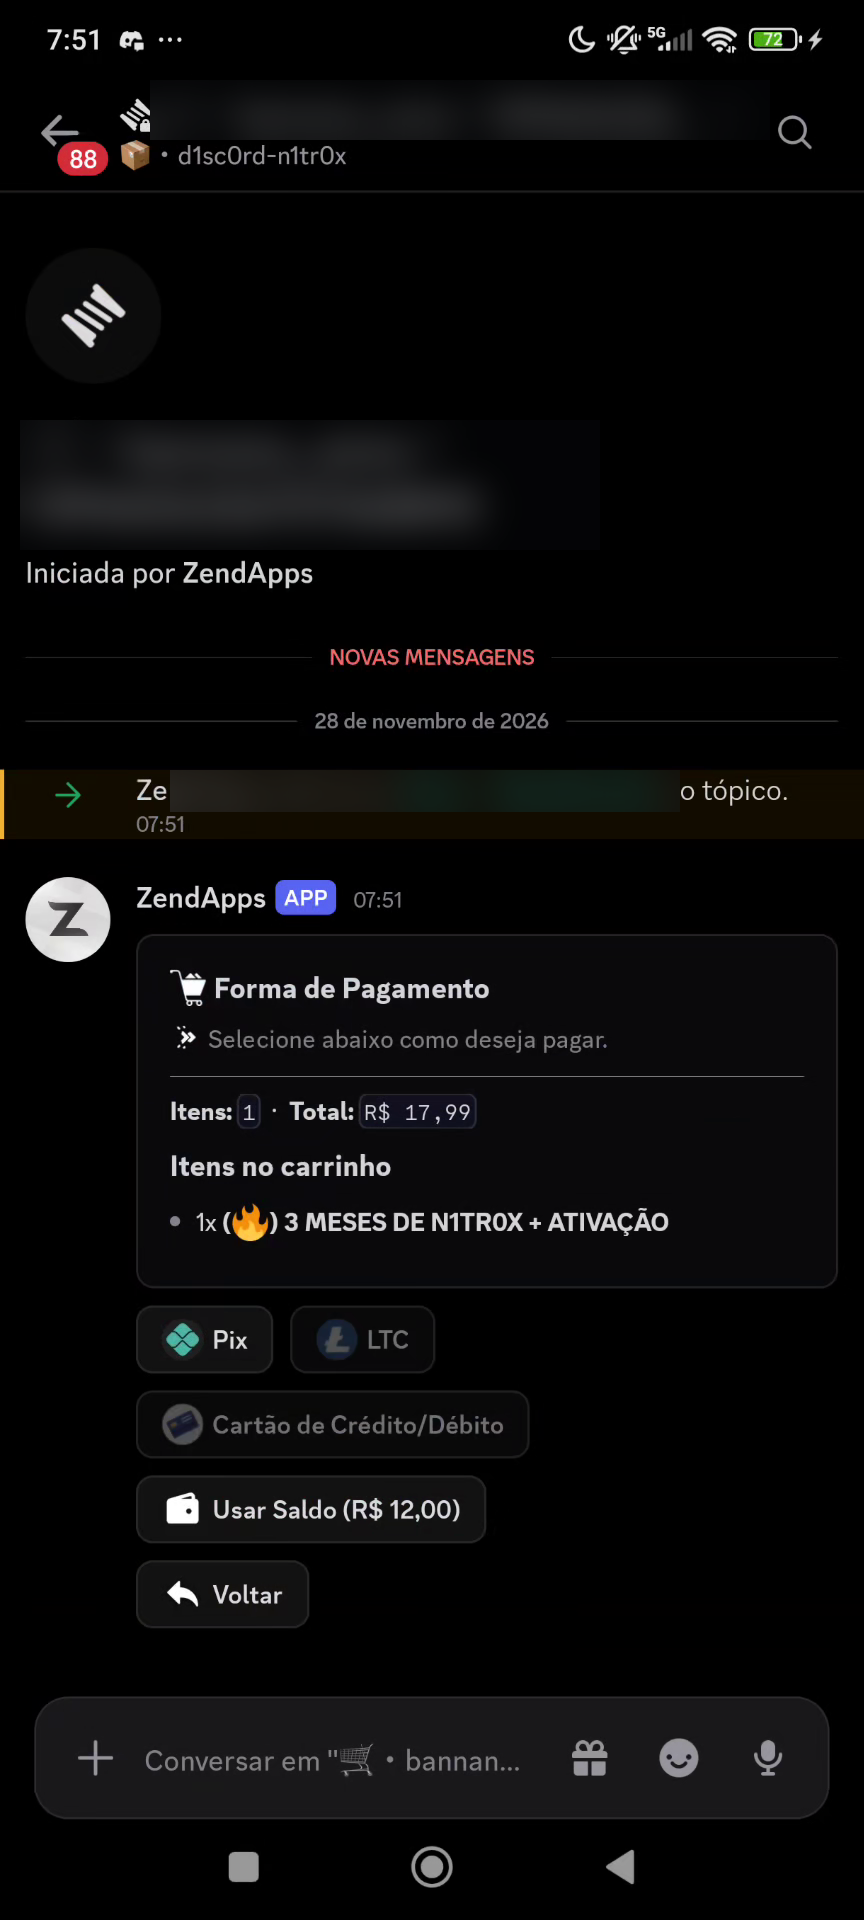 7:51
5G
72
88
• d1sc0rd-n1tr0x
Iniciada por ZendApps
NOVAS MENSAGENS
28 de novembro de 2026
Ze o tópico.
07:51
ZendApps APP 07:51
Forma de Pagamento
Selecione abaixo como deseja pagar.
Itens: 1 · Total: R$ 17,99
Itens no carrinho
• 1x (🔥) 3 MESES DE N1TR0X + ATIVAÇÃO
Pix
LTC
Cartão de Crédito/Débito
Usar Saldo (R$ 12,00)
Voltar
Conversar em "🛒 • bannan...